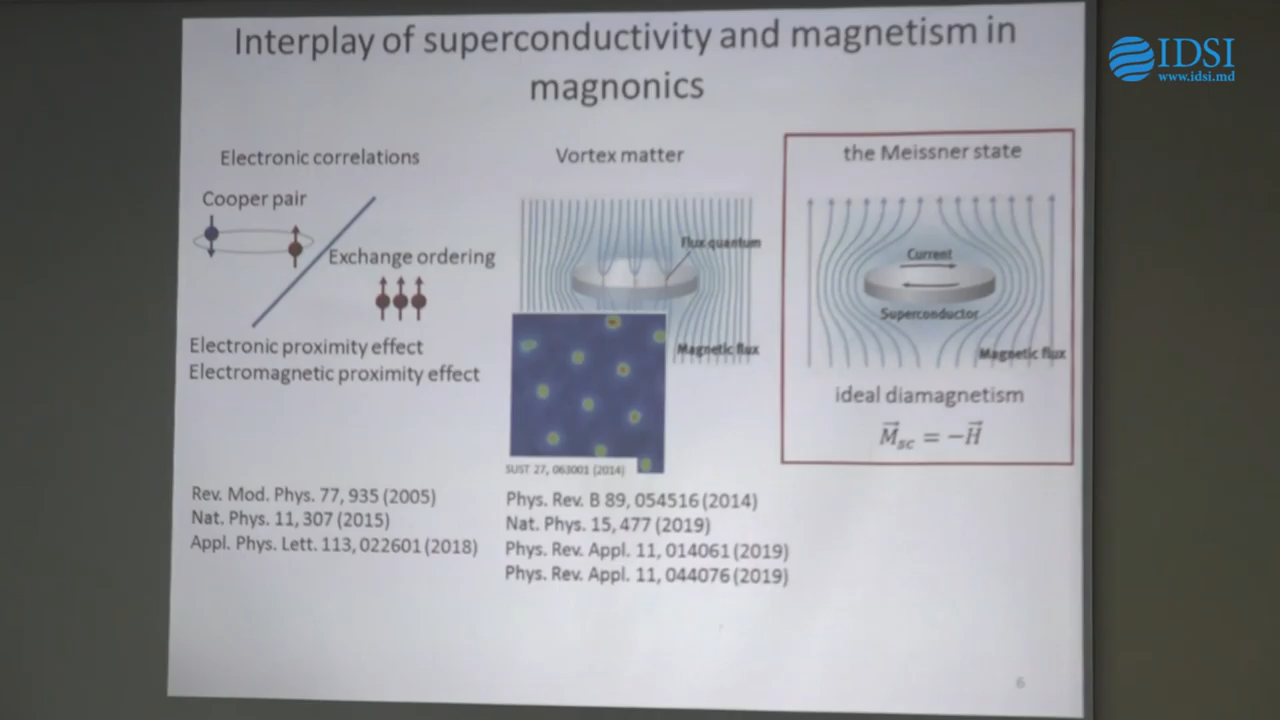 Interplay of superconductivity and magnetism in
magnonics
IDSI
www.idsi.md
Electronic correlations
Cooper pair
Exchange ordering
Electronic proximity effect
Electromagnetic proximity effect
Rev. Mod. Phys. 77, 935 (2005)
Nat. Phys. 11, 307 (2015)
Appl. Phys. Lett. 113, 022601 (2018)
Vortex matter
Flux quantum
Magnetic flux
SUST 27, 063001 (2014)
Phys. Rev. B 89, 054516 (2014)
Nat. Phys. 15, 477 (2019)
Phys. Rev. Appl. 11, 014061 (2019)
Phys. Rev. Appl. 11, 044076 (2019)
the Meissner state
Current
Superconductor
Magnetic flux
ideal diamagnetism
M⃗sc = −H⃗
6